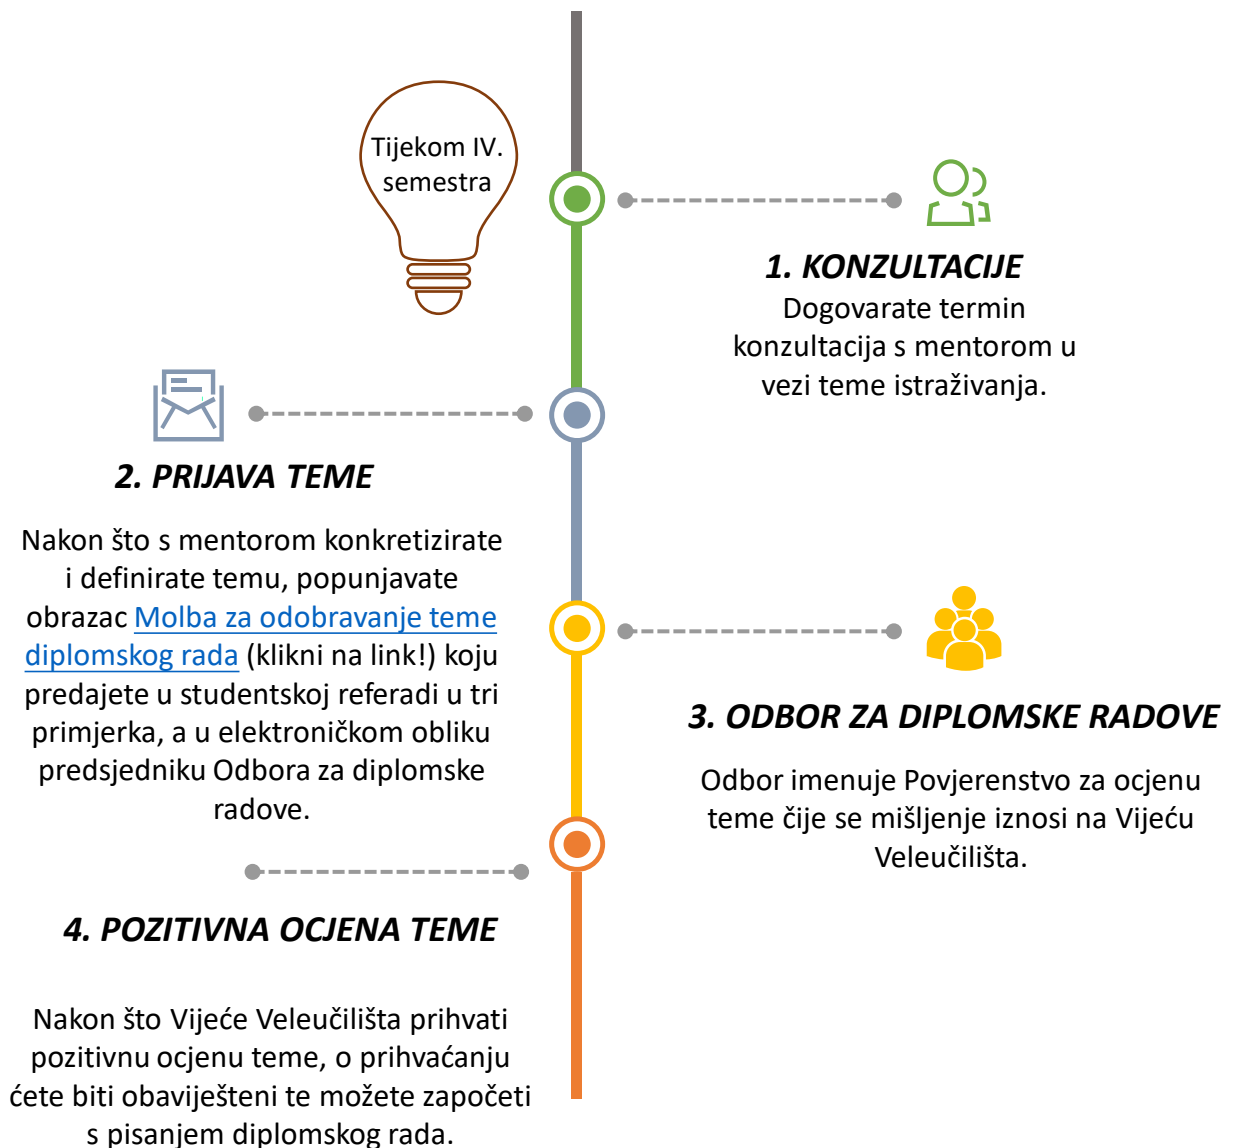 Tijekom IV.
semestra
1. KONZULTACIJE
Dogovarate termin
konzultacija s mentorom u
vezi teme istraživanja.
2. PRIJAVA TEME
Nakon što s mentorom konkretizirate
i definirate temu, popunjavate
obrazac Molba za odobravanje teme
diplomskog rada (klikni na link!) koju
predajete u studentskoj referadi u tri
primjerka, a u elektroničkom obliku
predsjedniku Odbora za diplomske
radove.
3. ODBOR ZA DIPLOMSKE RADOVE
Odbor imenuje Povjerenstvo za ocjenu
teme čije se mišljenje iznosi na Vijeću
Veleučilišta.
4. POZITIVNA OCJENA TEME
Nakon što Vijeće Veleučilišta prihvati
pozitivnu ocjenu teme, o prihvaćanju
ćete biti obaviješteni te možete započeti
s pisanjem diplomskog rada.